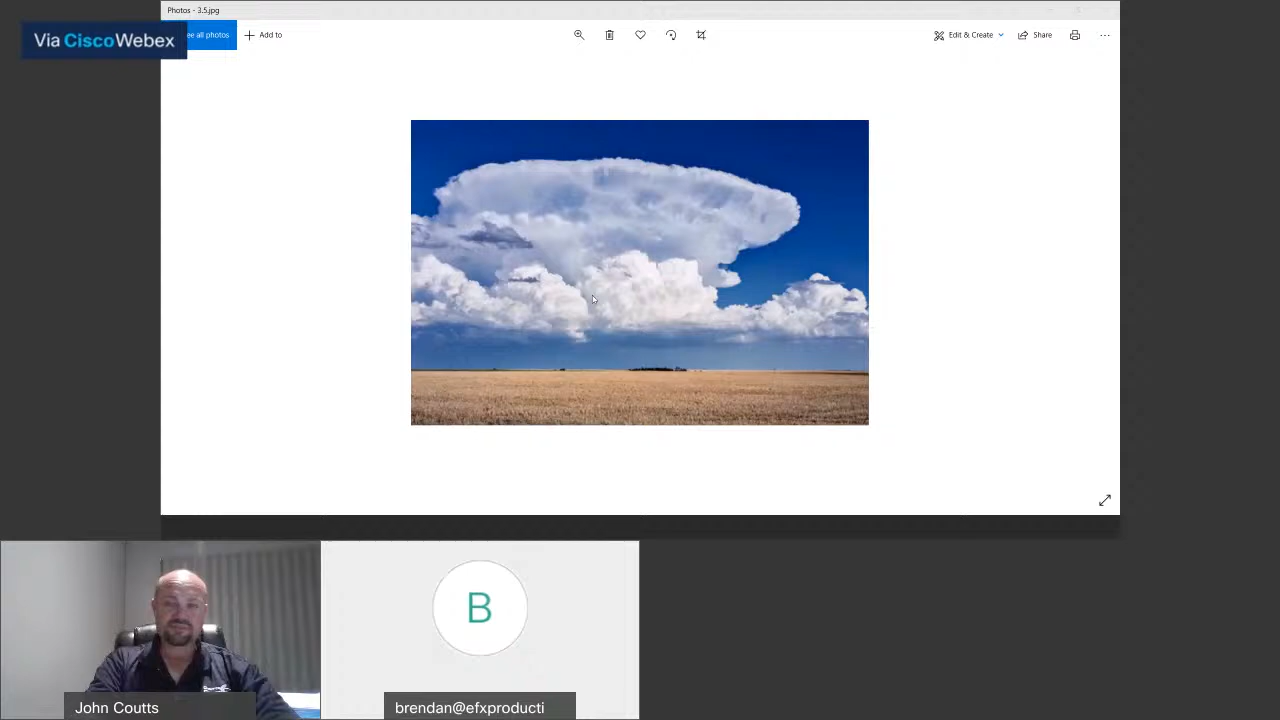 Photos - 3.5.jpg
Via CiscoWebex
ee all photos
Add to
Edit & Create
Share
B
John Coutts
brendan@efxproducti